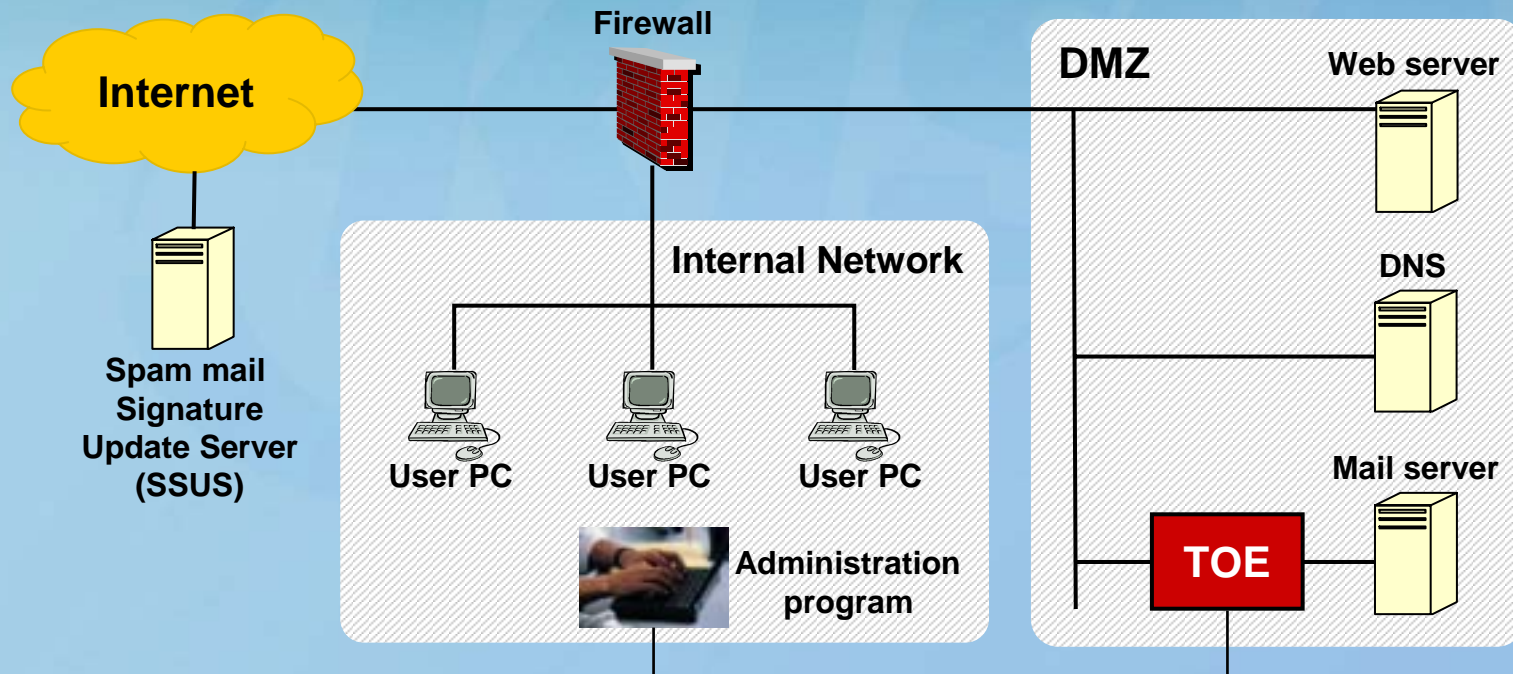 Firewall
Internet
DMZ
Web server
Internal Network
DNS
Spam mail
Signature
Update Server
(SSUS)
User PC
User PC
User PC
Mail server
TOE
Administration
program